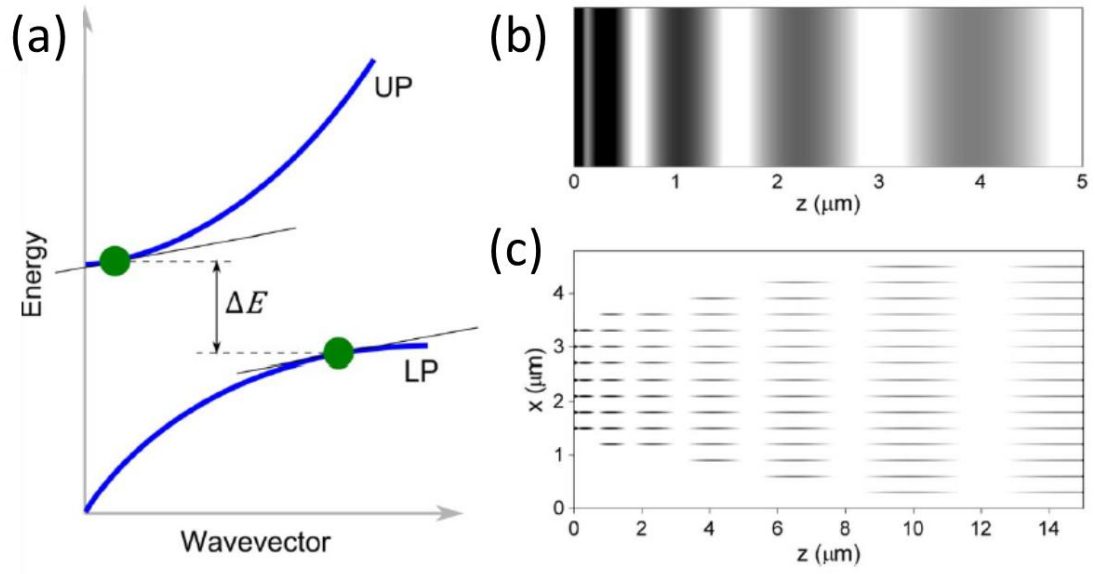 (a)
UP
ΔE
LP
Energy
Wavevector
(b)
0 1 2 3 4 5
z (μm)
(c)
4
3
2
1
0
x (μm)
0 2 4 6 8 10 12 14
z (μm)